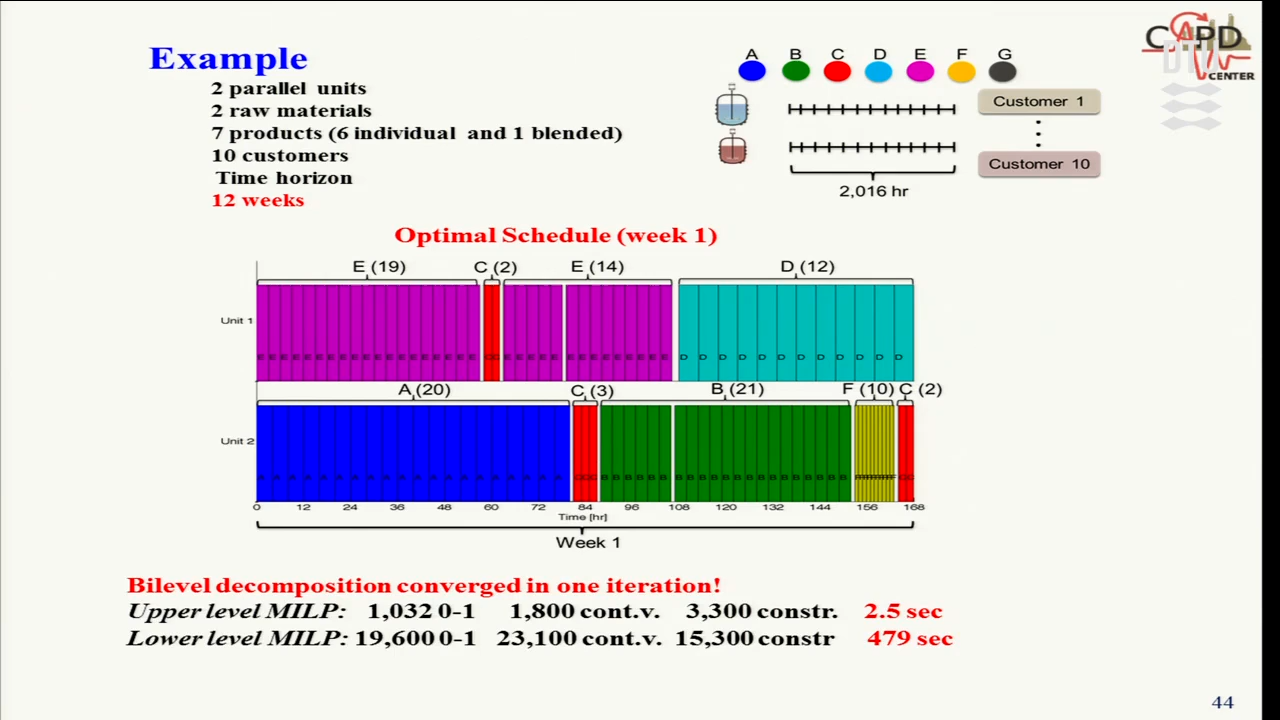 Example
2 parallel units
2 raw materials
7 products (6 individual and 1 blended)
10 customers
Time horizon
12 weeks
A B C D E F G
Customer 1
Customer 10
2,016 hr
CAPD
CENTER
DTU
Optimal Schedule (week 1)
E (19) C (2) E (14) D (12)
Unit 1
E E E E E E E E E E E E E E E E E E E C C E E E E E E E E E E E E E E D D D D D D D D D D D D
A (20) C (3) B (21) F (10) C (2)
Unit 2
A A A A A A A A A A A A A A A A A A A A C C C B B B B B B B B B B B B B B B B B B B B B F F F F F F F F F F C C
0 12 24 36 48 60 72 84 96 108 120 132 144 156 168
Time [hr]
Week 1
Bilevel decomposition converged in one iteration!
Upper level MILP: 1,032 0-1 1,800 cont.v. 3,300 constr. 2.5 sec
Lower level MILP: 19,600 0-1 23,100 cont.v. 15,300 constr 479 sec
44